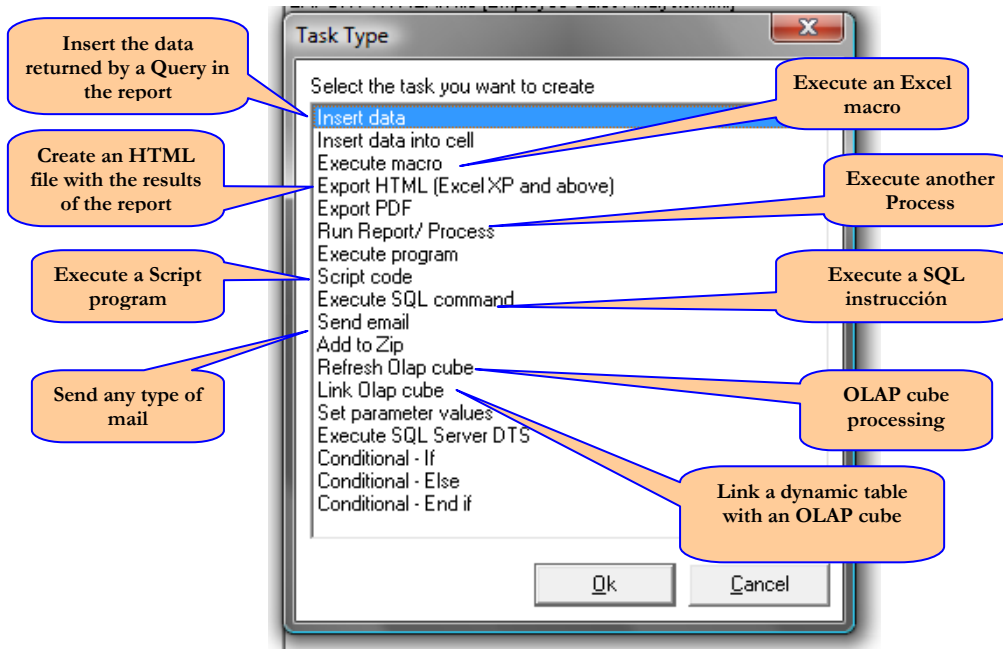 Task Type
Select the task you want to create
Insert data
Insert data into cell
Execute macro
Export HTML (Excel XP and above)
Export PDF
Run Report/ Process
Execute program
Script code
Execute SQL command
Send email
Add to Zip
Refresh Olap cube
Link Olap cube
Set parameter values
Execute SQL Server DTS
Conditional - If
Conditional - Else
Conditional - End if
Ok
Cancel
Insert the data
returned by a Query in
the report
Create an HTML
file with the results
of the report
Execute a Script
program
Send any type of
mail
Execute an Excel
macro
Execute another
Process
Execute a SQL
instrucción
OLAP cube
processing
Link a dynamic table
with an OLAP cube